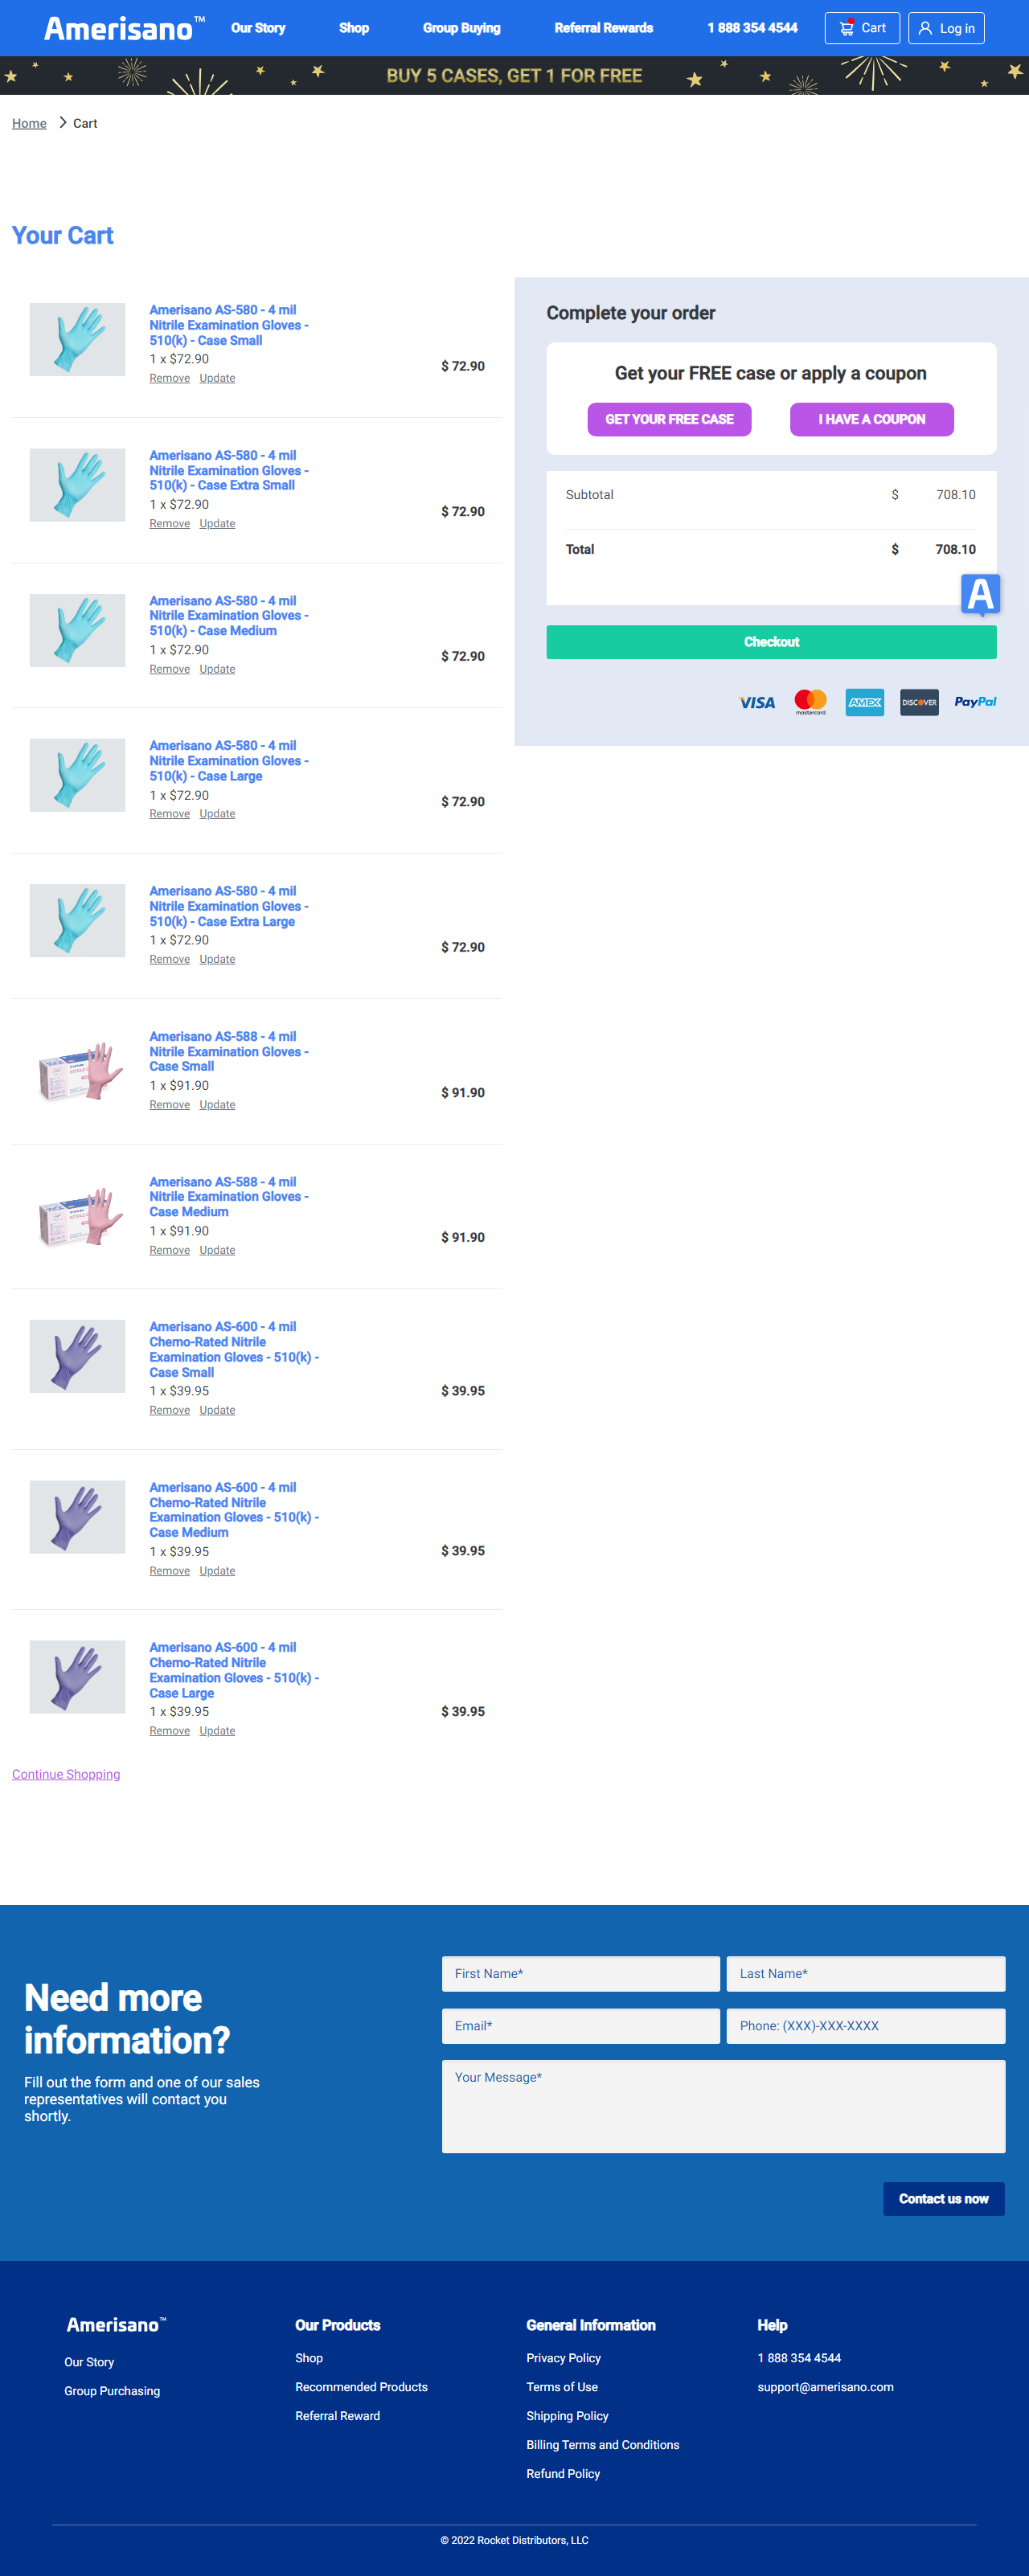 Amerisano™
Our Story
Shop
Group Buying
Referral Rewards
1 888 354 4544
Cart
Log in
BUY 5 CASES, GET 1 FOR FREE
Home
Cart
Your Cart
Amerisano AS-580 - 4 mil
Nitrile Examination Gloves -
510(k) - Case Small
1 x $72.90
$ 72.90
Remove Update
Amerisano AS-580 - 4 mil
Nitrile Examination Gloves -
510(k) - Case Extra Small
1 x $72.90
$ 72.90
Remove Update
Amerisano AS-580 - 4 mil
Nitrile Examination Gloves -
510(k) - Case Medium
1 x $72.90
$ 72.90
Remove Update
Amerisano AS-580 - 4 mil
Nitrile Examination Gloves -
510(k) - Case Large
1 x $72.90
$ 72.90
Remove Update
Amerisano AS-580 - 4 mil
Nitrile Examination Gloves -
510(k) - Case Extra Large
1 x $72.90
$ 72.90
Remove Update
Amerisano AS-588 - 4 mil
Nitrile Examination Gloves -
Case Small
1 x $91.90
$ 91.90
Remove Update
Amerisano AS-588 - 4 mil
Nitrile Examination Gloves -
Case Medium
1 x $91.90
$ 91.90
Remove Update
Amerisano AS-600 - 4 mil
Chemo-Rated Nitrile
Examination Gloves - 510(k) -
Case Small
1 x $39.95
$ 39.95
Remove Update
Amerisano AS-600 - 4 mil
Chemo-Rated Nitrile
Examination Gloves - 510(k) -
Case Medium
1 x $39.95
$ 39.95
Remove Update
Amerisano AS-600 - 4 mil
Chemo-Rated Nitrile
Examination Gloves - 510(k) -
Case Large
1 x $39.95
$ 39.95
Remove Update
Continue Shopping
Complete your order
Get your FREE case or apply a coupon
GET YOUR FREE CASE
I HAVE A COUPON
Subtotal $ 708.10
Total $ 708.10
A
Checkout
VISA
mastercard
AMEX
DISCOVER
PayPal
Need more
information?
Fill out the form and one of our sales
representatives will contact you
shortly.
First Name*
Last Name*
Email*
Phone: (XXX)-XXX-XXXX
Your Message*
Contact us now
Amerisano™
Our Story
Group Purchasing
Our Products
Shop
Recommended Products
Referral Reward
General Information
Privacy Policy
Terms of Use
Shipping Policy
Billing Terms and Conditions
Refund Policy
Help
1 888 354 4544
support@amerisano.com
© 2022 Rocket Distributors, LLC